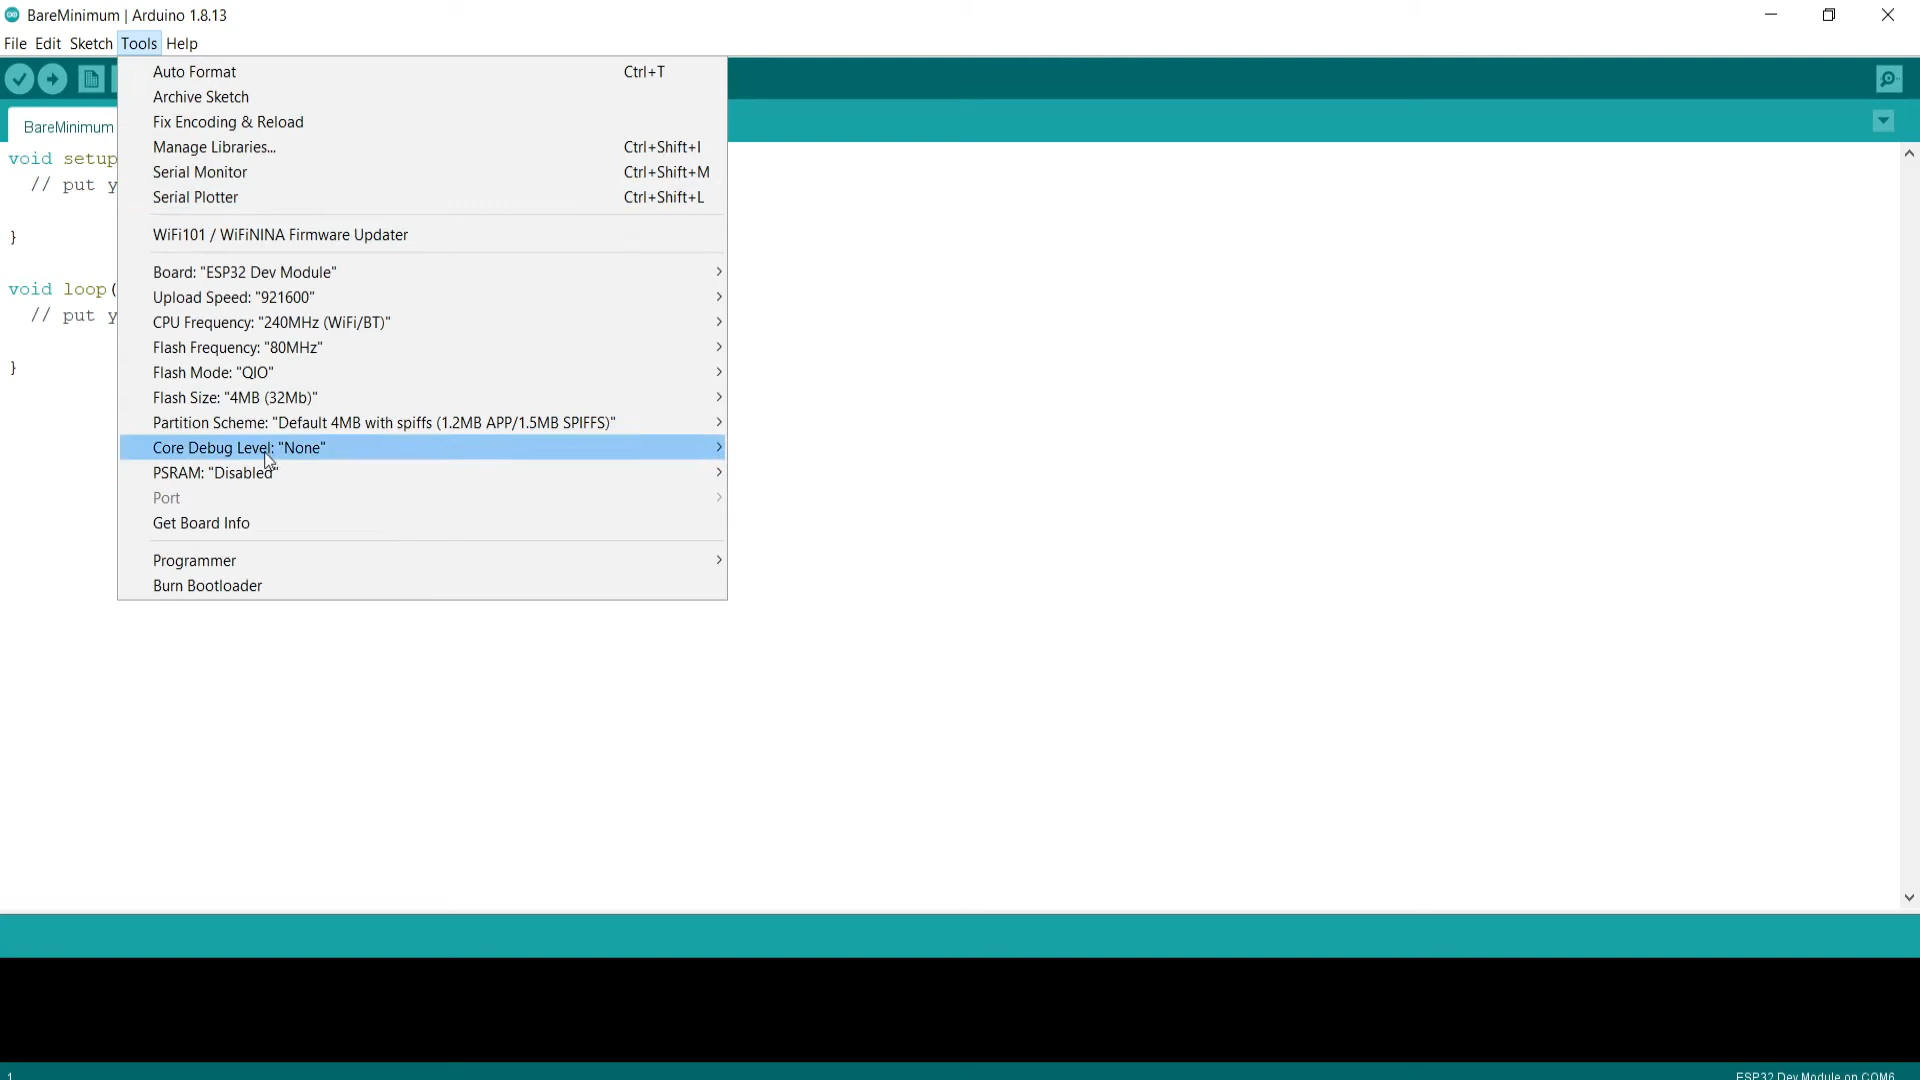 BareMinimum | Arduino 1.8.13
File Edit Sketch Tools Help
Auto Format Ctrl+T
Archive Sketch
Fix Encoding & Reload
Manage Libraries... Ctrl+Shift+I
Serial Monitor Ctrl+Shift+M
Serial Plotter Ctrl+Shift+L
WiFi101 / WiFiNINA Firmware Updater
Board: "ESP32 Dev Module"
Upload Speed: "921600"
CPU Frequency: "240MHz (WiFi/BT)"
Flash Frequency: "80MHz"
Flash Mode: "QIO"
Flash Size: "4MB (32Mb)"
Partition Scheme: "Default 4MB with spiffs (1.2MB APP/1.5MB SPIFFS)"
Core Debug Level: "None"
PSRAM: "Disabled"
Port
Get Board Info
Programmer
Burn Bootloader
BareMinimum
void setup
// put y
}
void loop(
// put y
}
1
ESP32 Dev Module on COM6